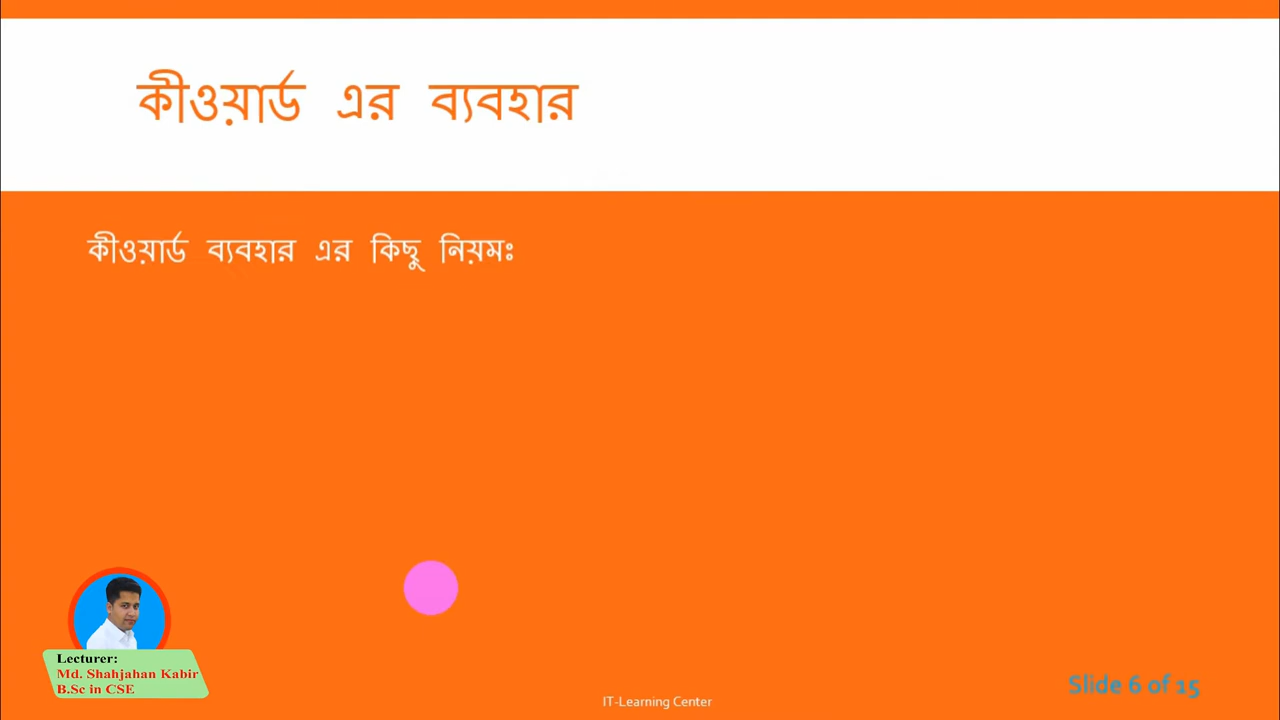 কীওয়ার্ড এর ব্যবহার
কীওয়ার্ড ব্যবহার এর কিছু নিয়মঃ
Lecturer:
Md. Shahjahan Kabir
B.Sc in CSE
IT-Learning Center
Slide 6 of 15